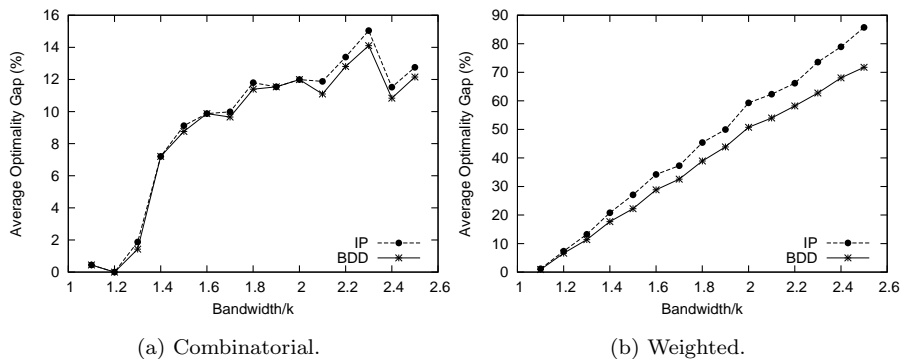 Average Optimality Gap (%)
16
14
12
10
8
6
4
2
0
1 1.2 1.4 1.6 1.8 2 2.2 2.4 2.6
Bandwidth/k
IP
BDD
(a) Combinatorial.
Average Optimality Gap (%)
90
80
70
60
50
40
30
20
10
0
1 1.2 1.4 1.6 1.8 2 2.2 2.4 2.6
Bandwidth/k
IP
BDD
(b) Weighted.